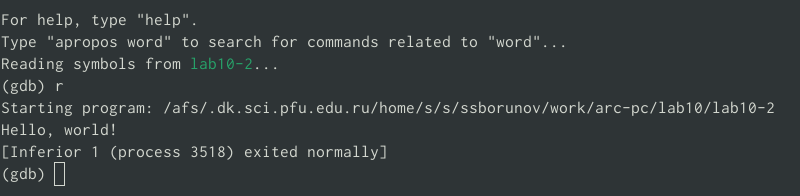 For help, type "help".
Type "apropos word" to search for commands related to "word"...
Reading symbols from lab10-2...
(gdb) r
Starting program: /afs/.dk.sci.pfu.edu.ru/home/s/s/ssborunov/work/arc-pc/lab10/lab10-2
Hello, world!
[Inferior 1 (process 3518) exited normally]
(gdb)